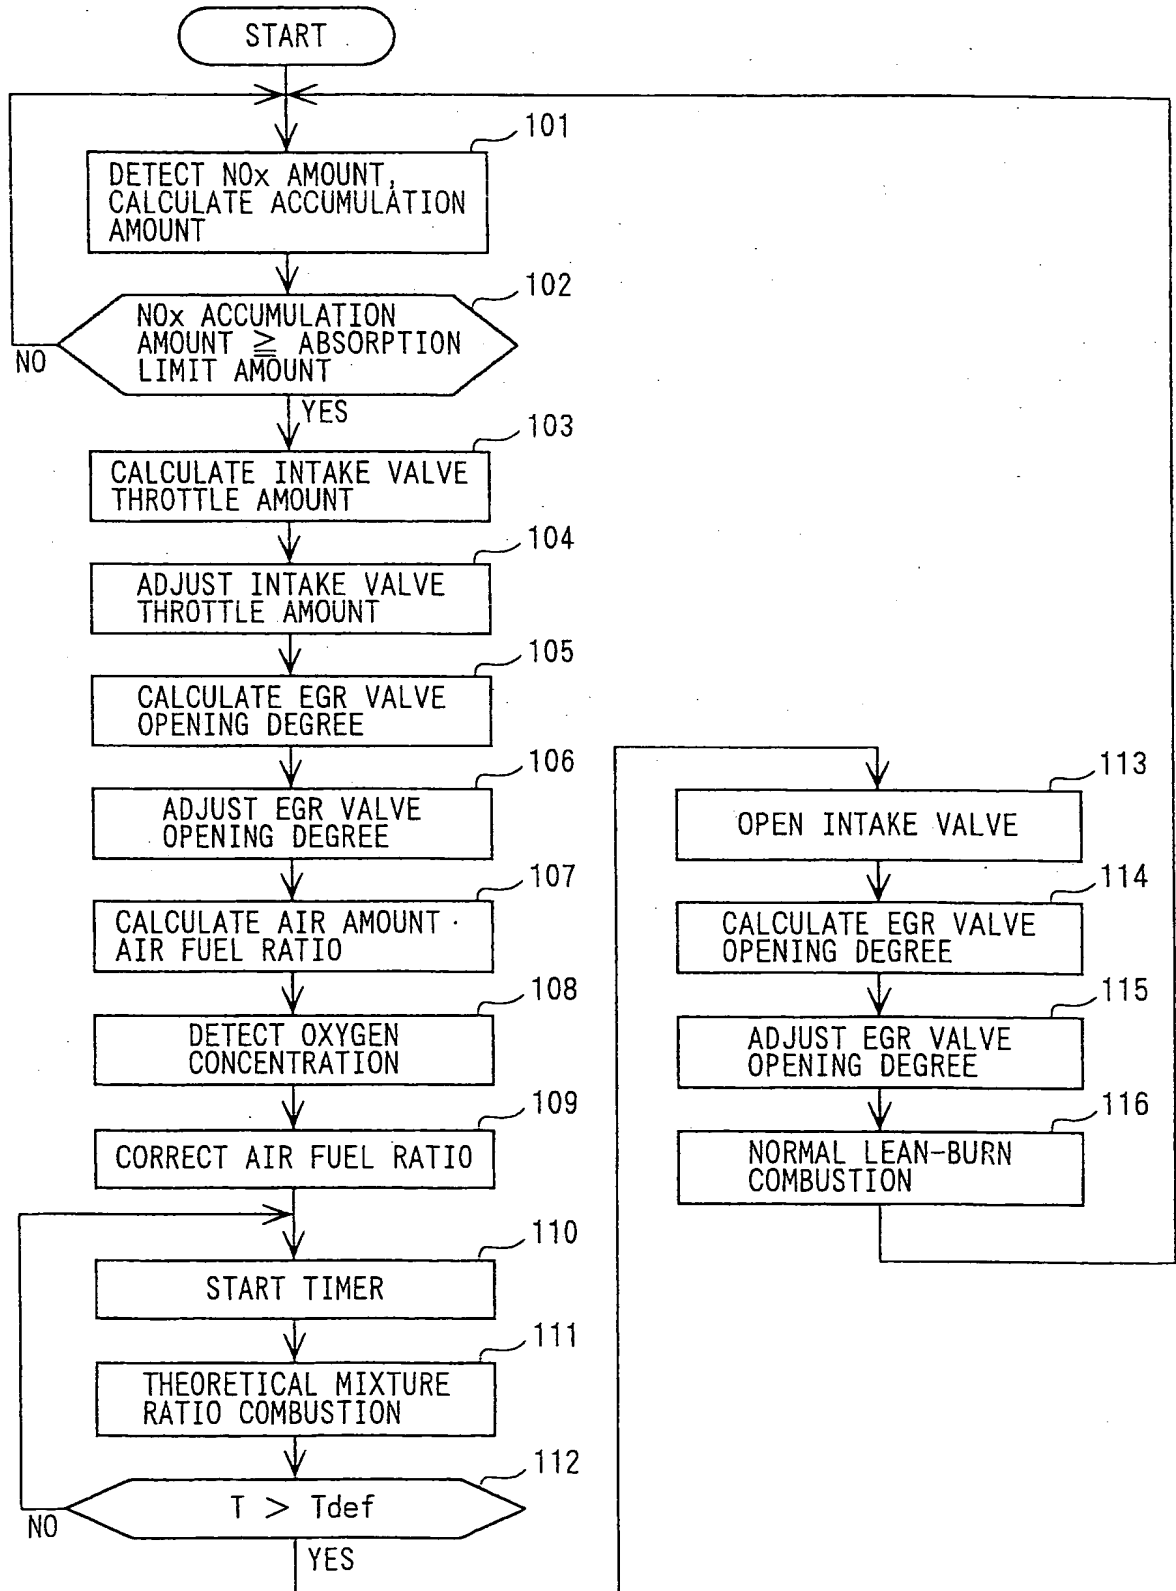 START
101
DETECT NOx AMOUNT,
CALCULATE ACCUMULATION
AMOUNT
102
NOx ACCUMULATION
AMOUNT ≧ ABSORPTION
LIMIT AMOUNT
NO
YES
103
CALCULATE INTAKE VALVE
THROTTLE AMOUNT
104
ADJUST INTAKE VALVE
THROTTLE AMOUNT
105
CALCULATE EGR VALVE
OPENING DEGREE
106
ADJUST EGR VALVE
OPENING DEGREE
107
CALCULATE AIR AMOUNT
AIR FUEL RATIO
108
DETECT OXYGEN
CONCENTRATION
109
CORRECT AIR FUEL RATIO
110
START TIMER
111
THEORETICAL MIXTURE
RATIO COMBUSTION
112
T > Tdef
NO
YES
113
OPEN INTAKE VALVE
114
CALCULATE EGR VALVE
OPENING DEGREE
115
ADJUST EGR VALVE
OPENING DEGREE
116
NORMAL LEAN-BURN
COMBUSTION